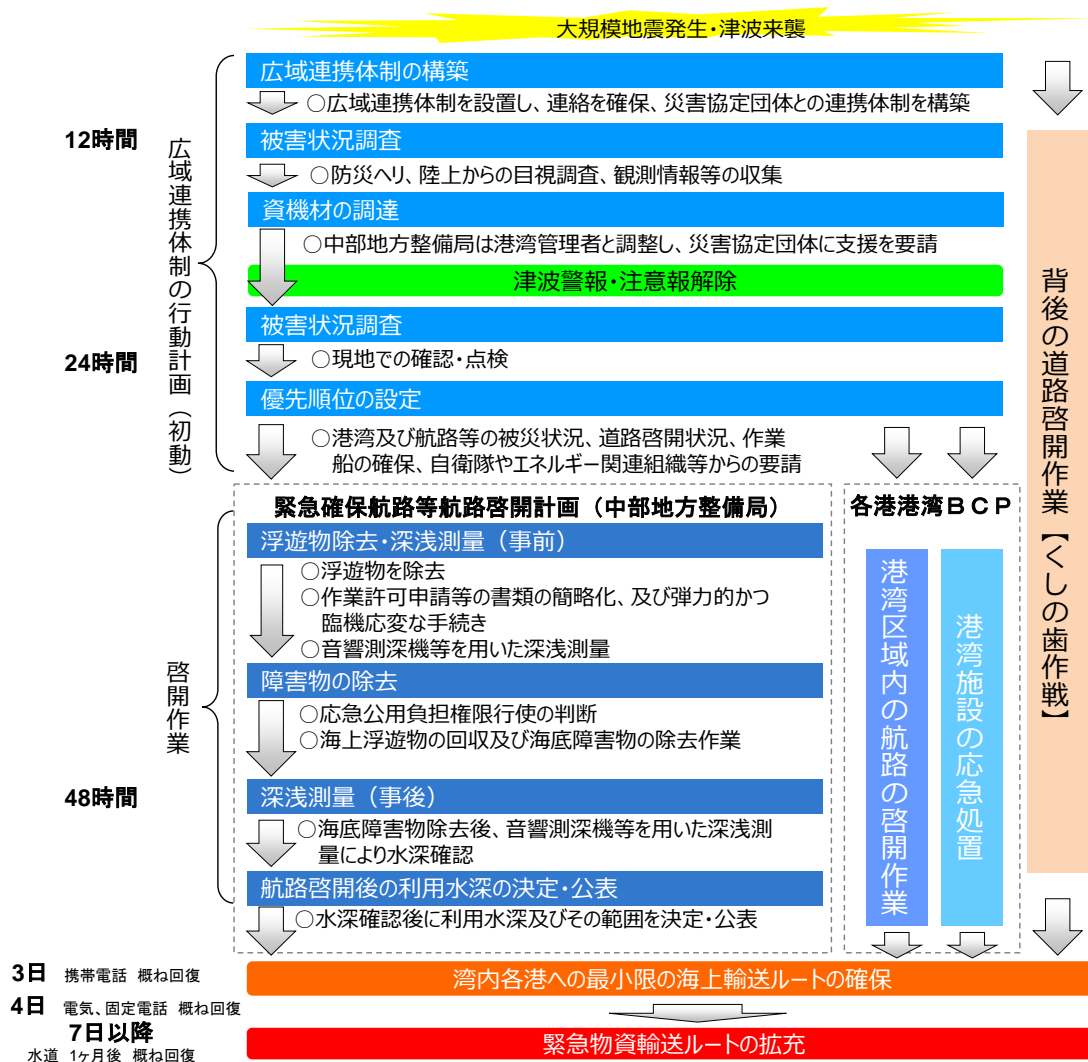 大規模地震発生・津波来襲
広域連携体制の構築
○広域連携体制を設置し、連絡を確保、災害協定団体との連携体制を構築
12時間
被害状況調査
○防災ヘリ、陸上からの目視調査、観測情報等の収集
資機材の調達
○中部地方整備局は港湾管理者と調整し、災害協定団体に支援を要請
津波警報・注意報解除
広域連携体制の行動計画（初動）
被害状況調査
24時間
○現地での確認・点検
優先順位の設定
○港湾及び航路等の被災状況、道路啓開状況、作業
船の確保、自衛隊やエネルギー関連組織等からの要請
背後の道路啓開作業【くしの歯作戦】
緊急確保航路等航路啓開計画（中部地方整備局）
浮遊物除去・深浅測量（事前）
○浮遊物を除去
○作業許可申請等の書類の簡略化、及び弾力的かつ
臨機応変な手続き
○音響測深機等を用いた深浅測量
啓開作業
障害物の除去
○応急公用負担権限行使の判断
○海上浮遊物の回収及び海底障害物の除去作業
48時間
深浅測量（事後）
○海底障害物除去後、音響測深機等を用いた深浅測
量により水深確認
航路啓開後の利用水深の決定・公表
○水深確認後に利用水深及びその範囲を決定・公表
各港港湾ＢＣＰ
港湾区域内の航路の啓開作業
港湾施設の応急処置
3日 携帯電話 概ね回復
湾内各港への最小限の海上輸送ルートの確保
4日 電気、固定電話 概ね回復
7日以降
水道 1ヶ月後 概ね回復
緊急物資輸送ルートの拡充